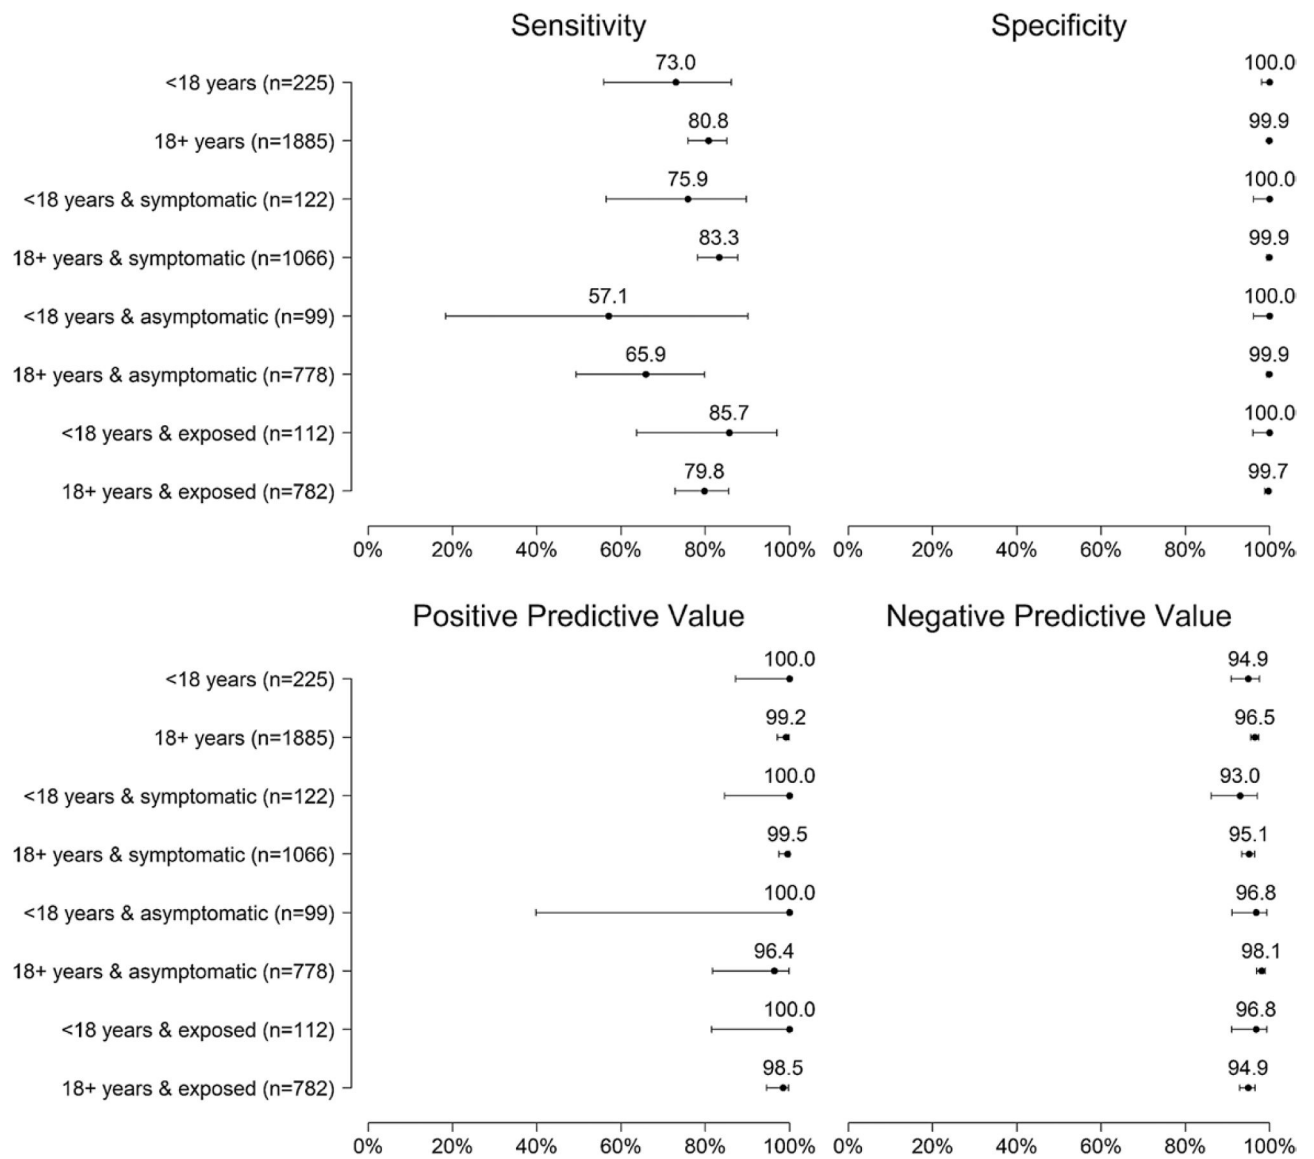 Sensitivity Specificity
<18 years (n=225) 73.0 100.0
18+ years (n=1885) 80.8 99.9
<18 years & symptomatic (n=122) 75.9 100.0
18+ years & symptomatic (n=1066) 83.3 99.9
<18 years & asymptomatic (n=99) 57.1 100.0
18+ years & asymptomatic (n=778) 65.9 99.9
<18 years & exposed (n=112) 85.7 100.0
18+ years & exposed (n=782) 79.8 99.7
0% 20% 40% 60% 80% 100% 0% 20% 40% 60% 80% 100%
Positive Predictive Value Negative Predictive Value
<18 years (n=225) 100.0 94.9
18+ years (n=1885) 99.2 96.5
<18 years & symptomatic (n=122) 100.0 93.0
18+ years & symptomatic (n=1066) 99.5 95.1
<18 years & asymptomatic (n=99) 100.0 96.8
18+ years & asymptomatic (n=778) 96.4 98.1
<18 years & exposed (n=112) 100.0 96.8
18+ years & exposed (n=782) 98.5 94.9
0% 20% 40% 60% 80% 100% 0% 20% 40% 60% 80% 100%